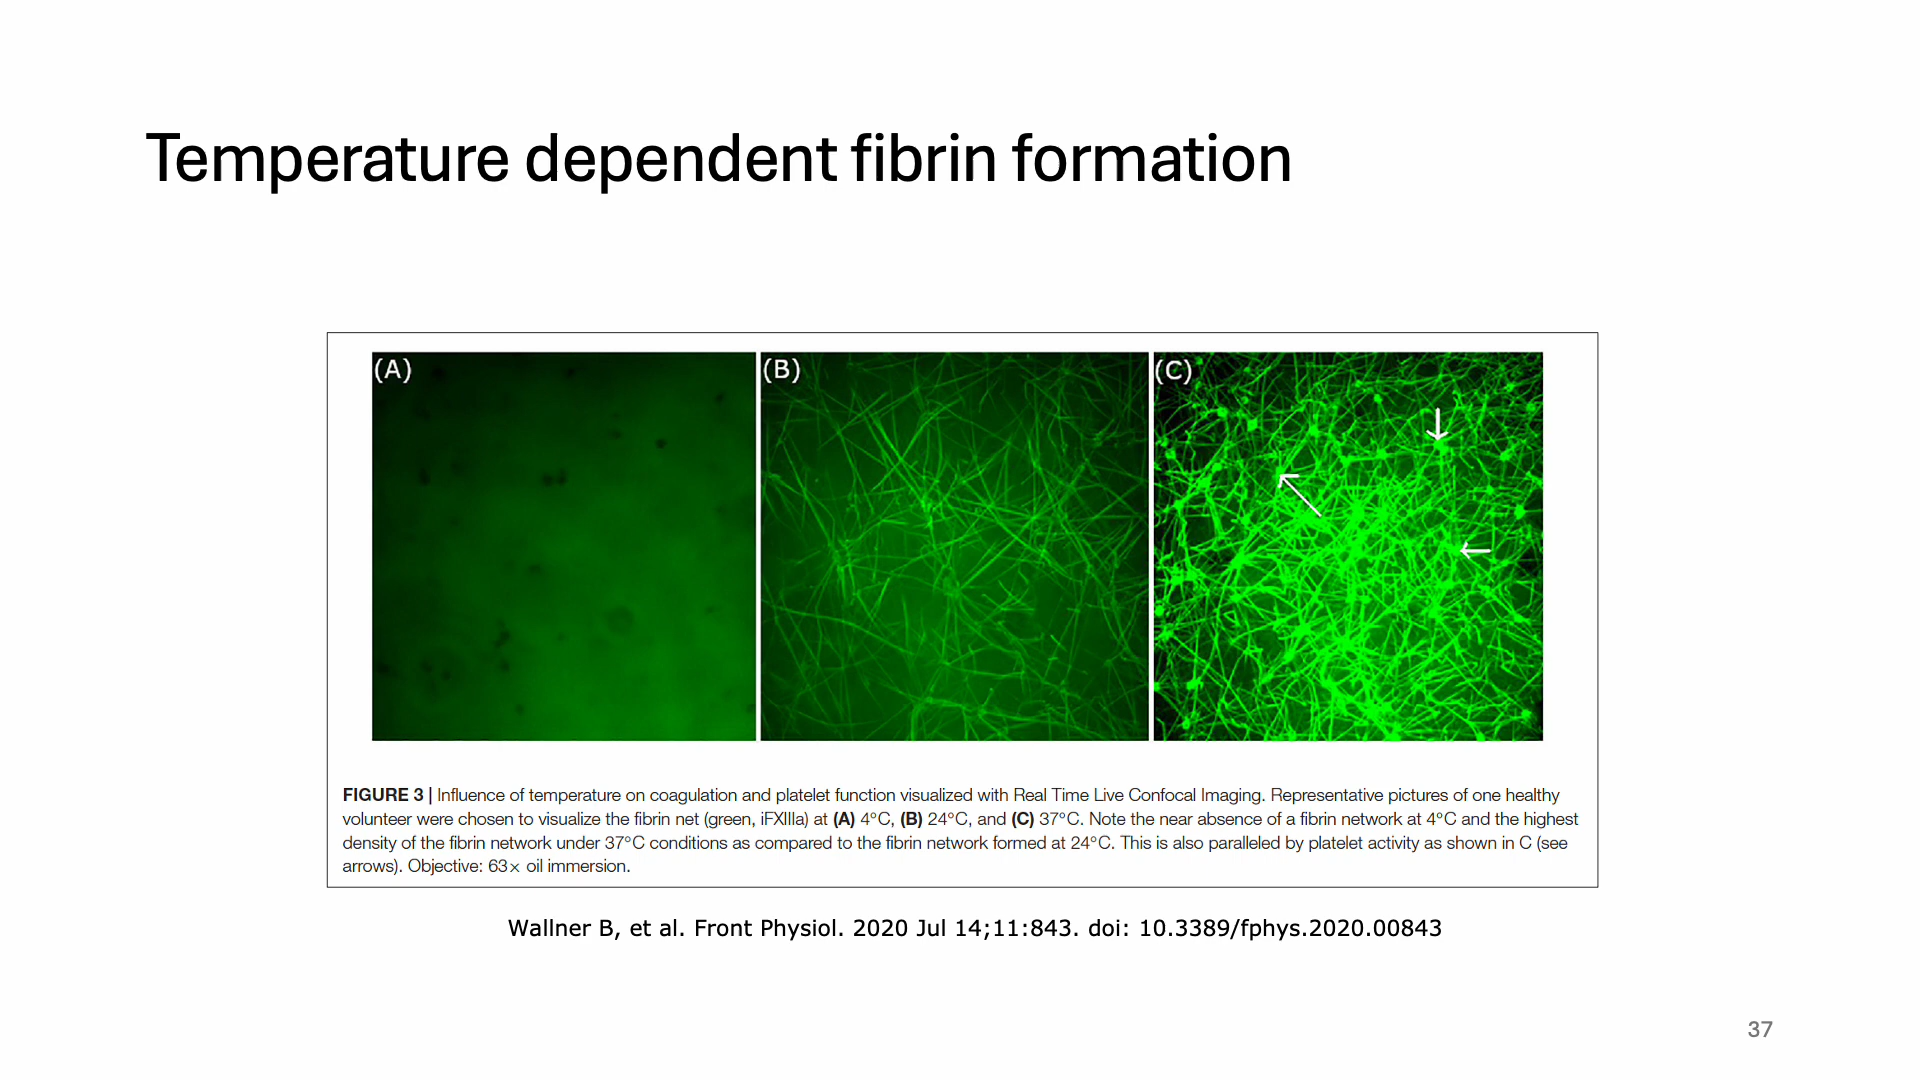 Temperature dependent fibrin formation
(A)
(B)
(C)
FIGURE 3 | Influence of temperature on coagulation and platelet function visualized with Real Time Live Confocal Imaging. Representative pictures of one healthy
volunteer were chosen to visualize the fibrin net (green, iFXIIIa) at (A) 4°C, (B) 24°C, and (C) 37°C. Note the near absence of a fibrin network at 4°C and the highest
density of the fibrin network under 37°C conditions as compared to the fibrin network formed at 24°C. This is also paralleled by platelet activity as shown in C (see
arrows). Objective: 63× oil immersion.
Wallner B, et al. Front Physiol. 2020 Jul 14;11:843. doi: 10.3389/fphys.2020.00843
37